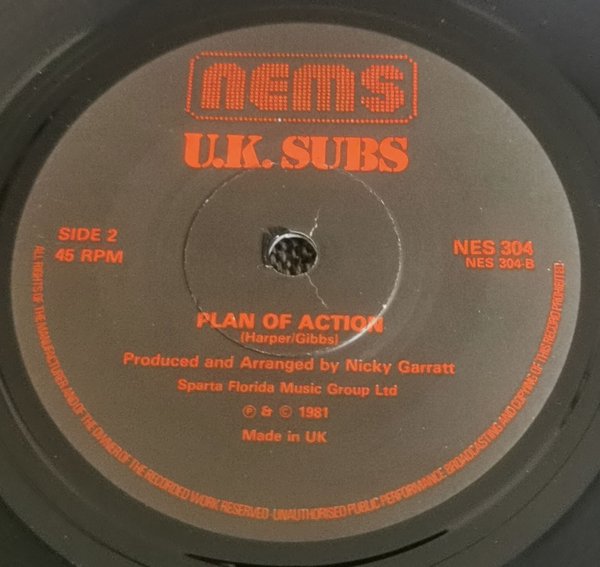 nems
U.K. SUBS
SIDE 2
45 RPM
NES 304
NES 304-B
PLAN OF ACTION
(Harper/Gibbs)
Produced and Arranged by Nicky Garratt
Sparta Florida Music Group Ltd
℗ & © 1981
Made in UK
ALL RIGHTS OF THE MANUFACTURER AND OF THE OWNER OF THE RECORDED WORK RESERVED · UNAUTHORISED PUBLIC PERFORMANCE BROADCASTING AND COPYING OF THIS RECORD PROHIBITED